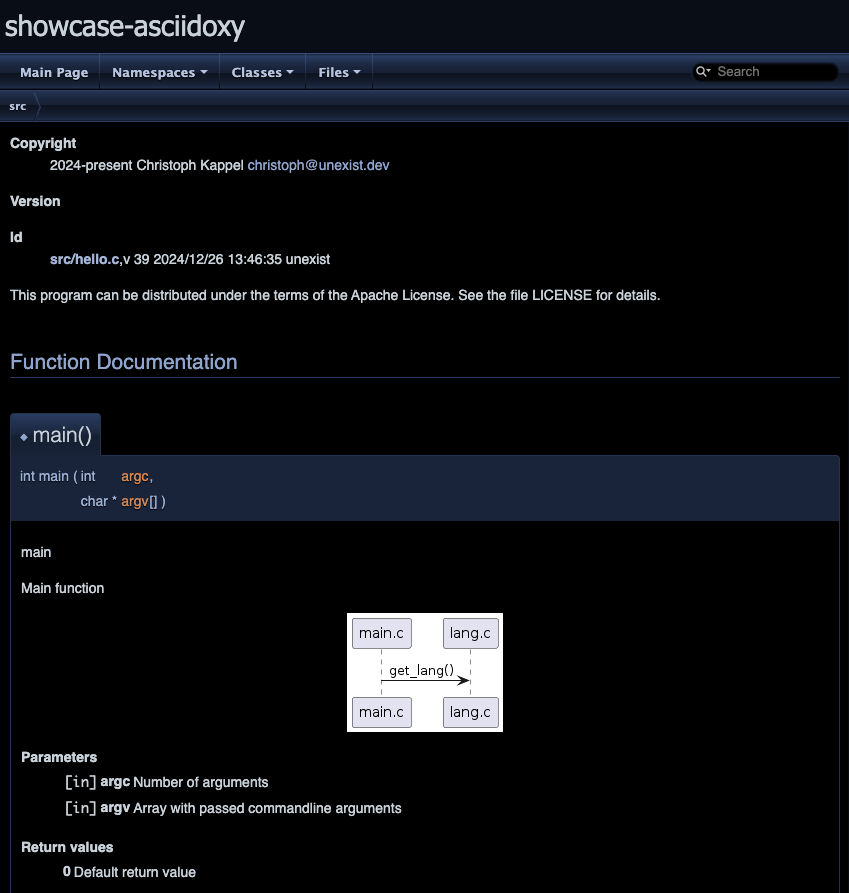 showcase-asciidoxy
Main Page Namespaces Classes Files Search
src
Copyright
2024-present Christoph Kappel christoph@unexist.dev
Version
Id
src/hello.c,v 39 2024/12/26 13:46:35 unexist
This program can be distributed under the terms of the Apache License. See the file LICENSE for details.
Function Documentation
◆ main()
int main ( int argc,
char * argv[] )
main
Main function
main.c lang.c
get_lang()
main.c lang.c
Parameters
[in] argc Number of arguments
[in] argv Array with passed commandline arguments
Return values
0 Default return value